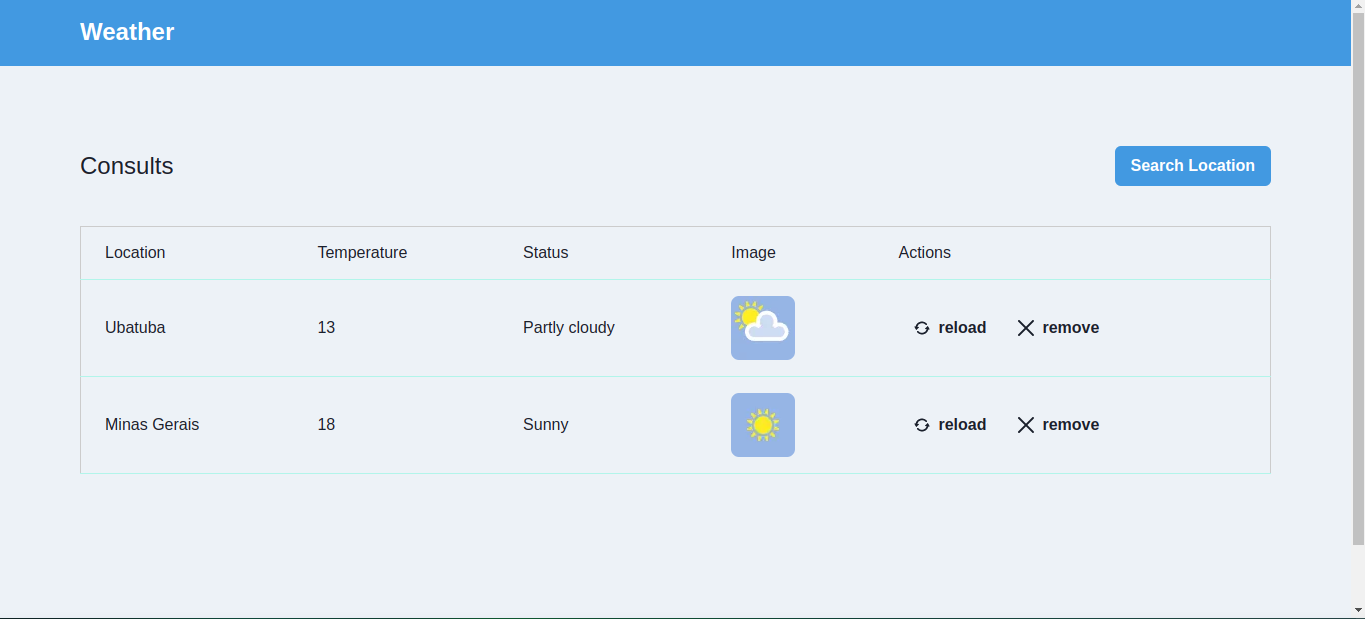 Weather
Consults
Search Location
Location Temperature Status Image Actions
Ubatuba 13 Partly cloudy reload remove
Minas Gerais 18 Sunny reload remove